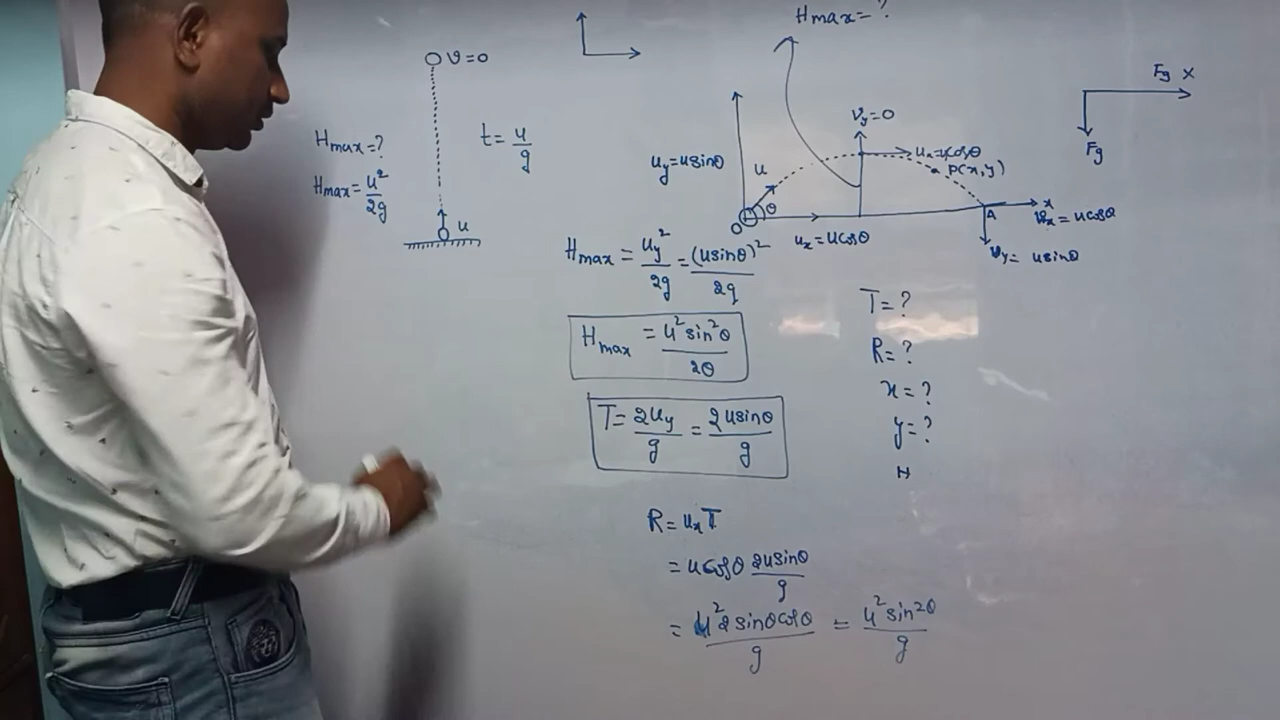 v=0
Hmax=?
Hmax=u²/2g
t=u/g
u
Hmax=?
Vy=0
uy=usinθ
u
θ
O
ux=ucosθ
ux=ucosθ
P(x,y)
A
x
vx=ucosθ
vy=usinθ
Fg x
Fg
Hmax=uy²/2g=(usinθ)²/2g
Hmax=u²sin²θ/2θ
T=2uy/g=2usinθ/g
T=?
R=?
x=?
y=?
R=uxT
=ucosθ 2usinθ/g
=u²2sinθcosθ/g=u²sin2θ/g